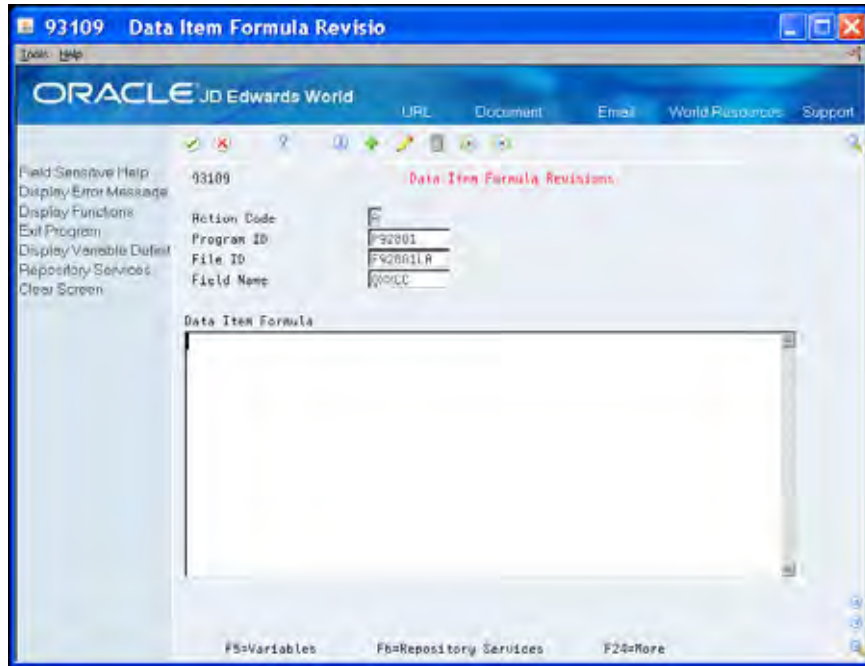 93109 Data Item Formula Revisio
Tools Help
ORACLE JD Edwards World
URL Document Email World Resources Support
Field Sensitive Help
Display Error Message
Display Functions
Exit Program
Display Variable Definit
Repository Services
Clear Screen
93109 Data Item Formula Revisions
Action Code
Program ID P92801
File ID F92801LA
Field Name
Data Item Formula
F5=Variables F6=Repository Services F24=More